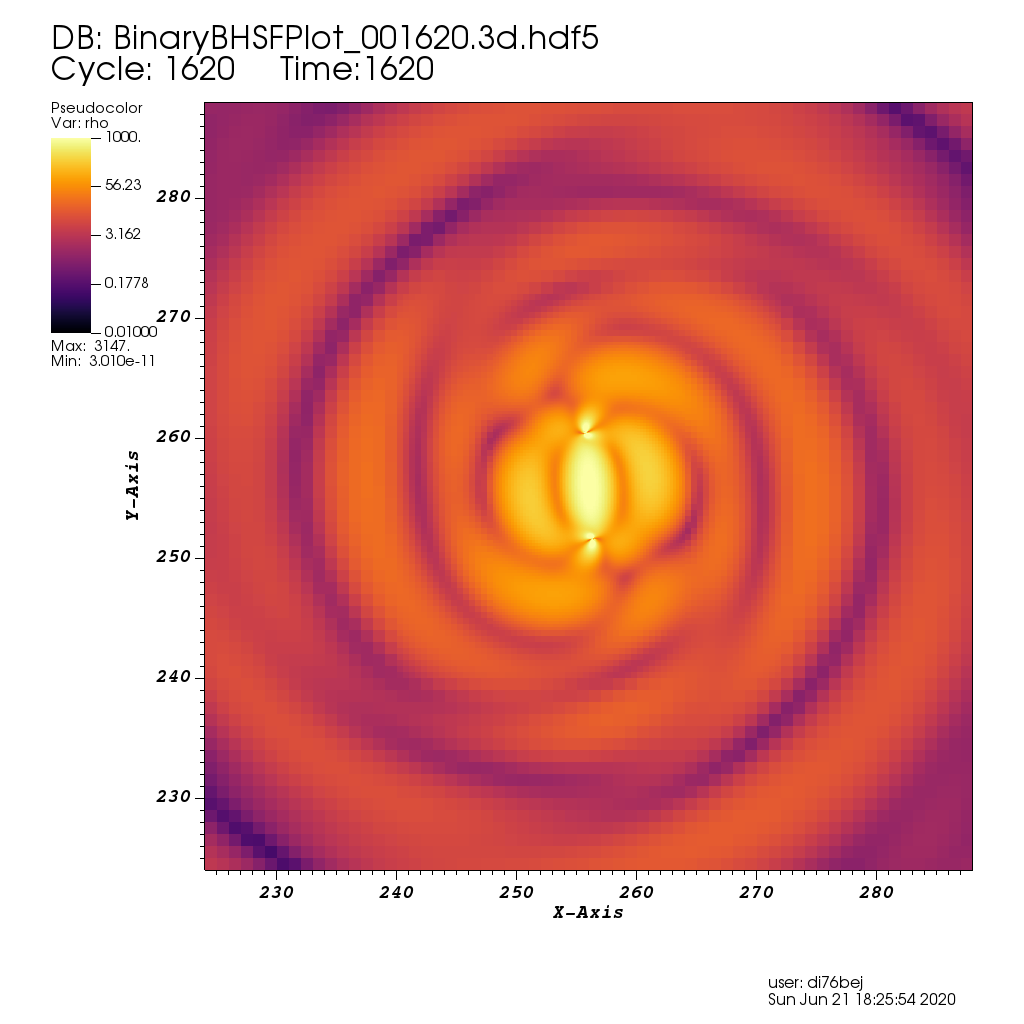 DB: BinaryBHSFPlot_001620.3d.hdf5
Cycle: 1620 Time:1620
Pseudocolor
Var: rho
1000.
56.23
3.162
0.1778
0.01000
Max: 3147.
Min: 3.010e-11
280
270
260
250
240
230
Y-Axis
230 240 250 260 270 280
X-Axis
user: di76bej
Sun Jun 21 18:25:54 2020